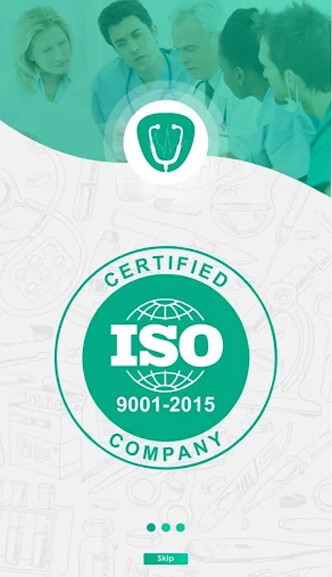 CERTIFIED
ISO
9001-2015
COMPANY
Skip